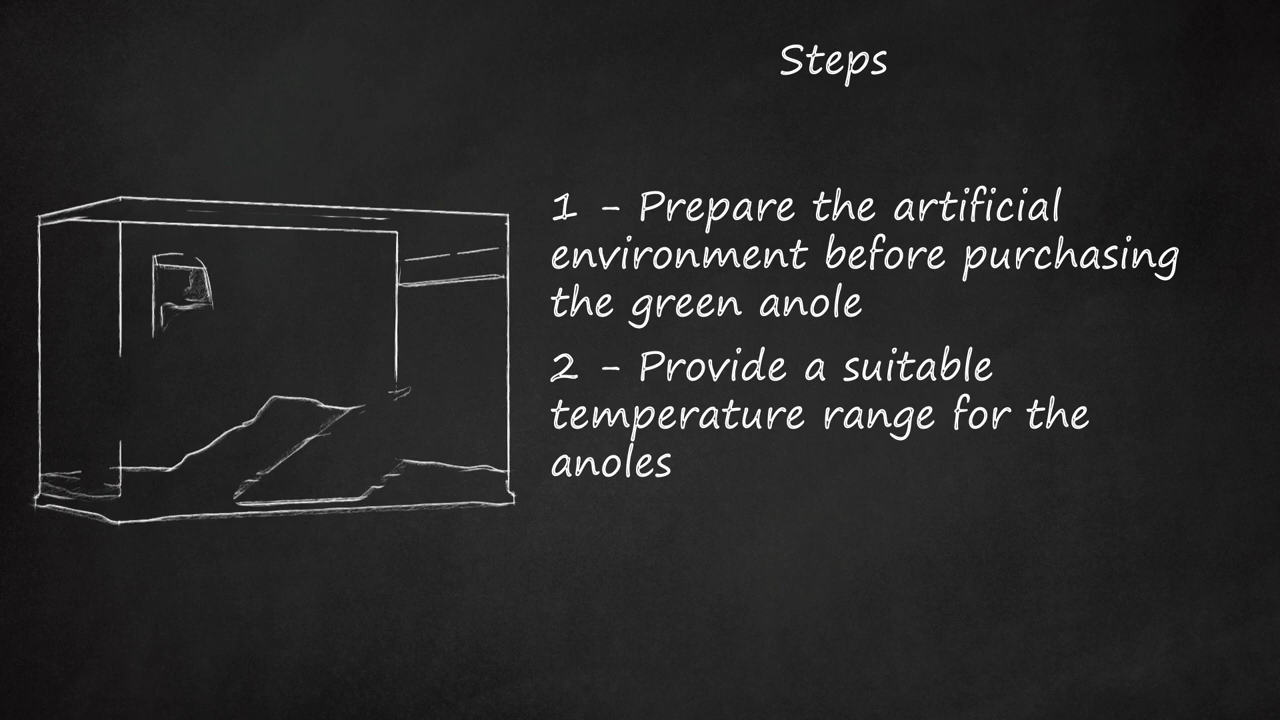 Steps
1 - Prepare the artificial
environment before purchasing
the green anole
2 - Provide a suitable
temperature range for the
anoles